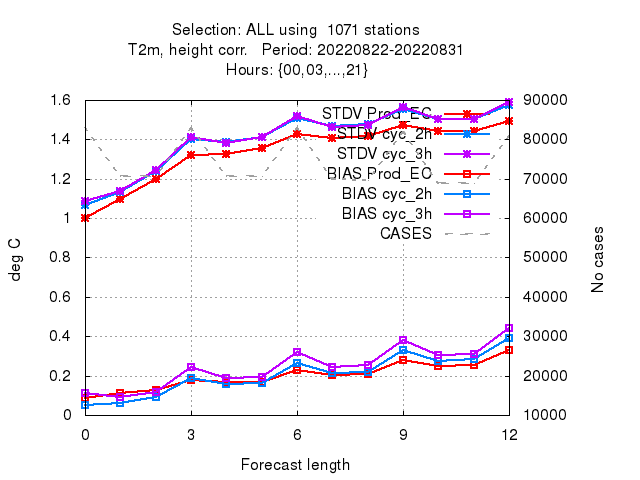 Selection: ALL using  1071 stations
T2m, height corr.   Period: 20220822-20220831
Hours: {00,03,...,21}
1.6
1.4
1.2
1
0.8
0.6
0.4
0.2
0
90000
80000
70000
60000
50000
40000
30000
20000
10000
deg C
No cases
STDV Prod_EC
STDV cyc_2h
STDV cyc_3h
BIAS Prod_EC
BIAS cyc_2h
BIAS cyc_3h
CASES
0
3
6
9
12
Forecast length